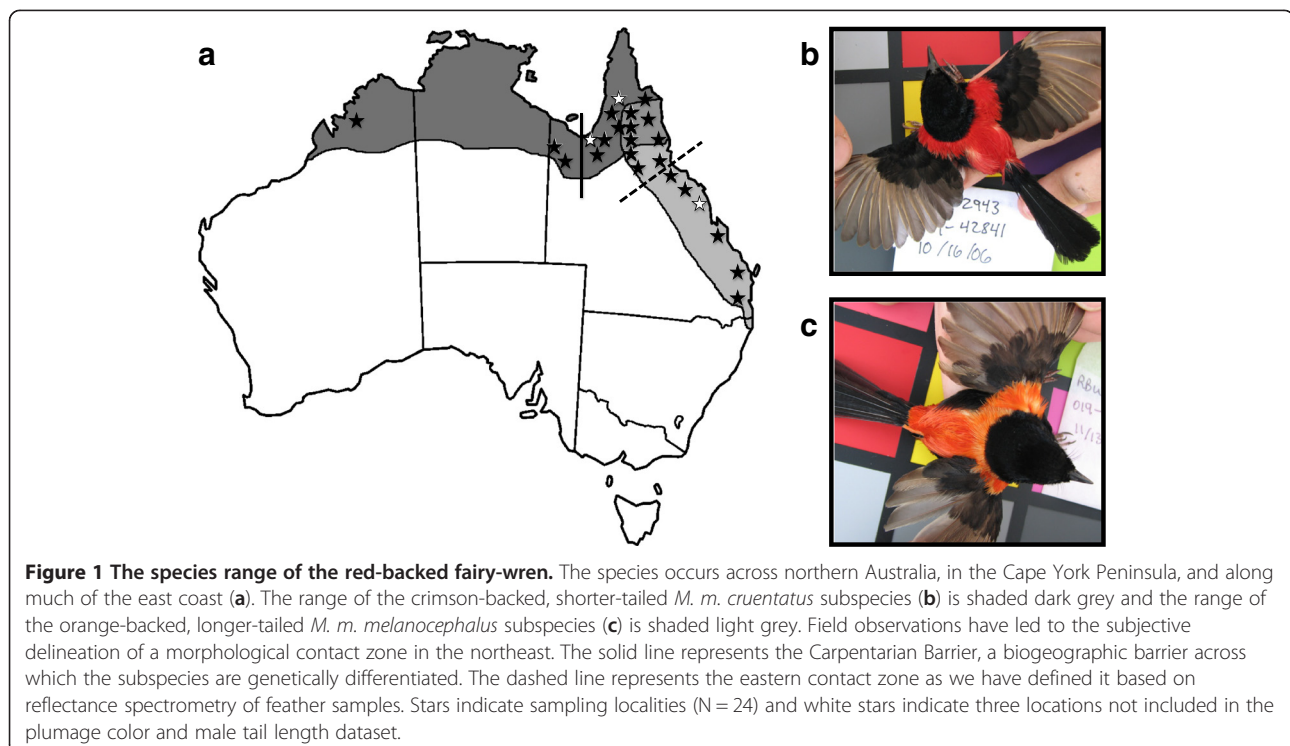 a
b
2943
- 42841
10/16/06
c
019-
Figure 1 The species range of the red-backed fairy-wren. The species occurs across northern Australia, in the Cape York Peninsula, and along
much of the east coast (a). The range of the crimson-backed, shorter-tailed M. m. cruentatus subspecies (b) is shaded dark grey and the range of
the orange-backed, longer-tailed M. m. melanocephalus subspecies (c) is shaded light grey. Field observations have led to the subjective
delineation of a morphological contact zone in the northeast. The solid line represents the Carpentarian Barrier, a biogeographic barrier across
which the subspecies are genetically differentiated. The dashed line represents the eastern contact zone as we have defined it based on
reflectance spectrometry of feather samples. Stars indicate sampling localities (N = 24) and white stars indicate three locations not included in the
plumage color and male tail length dataset.